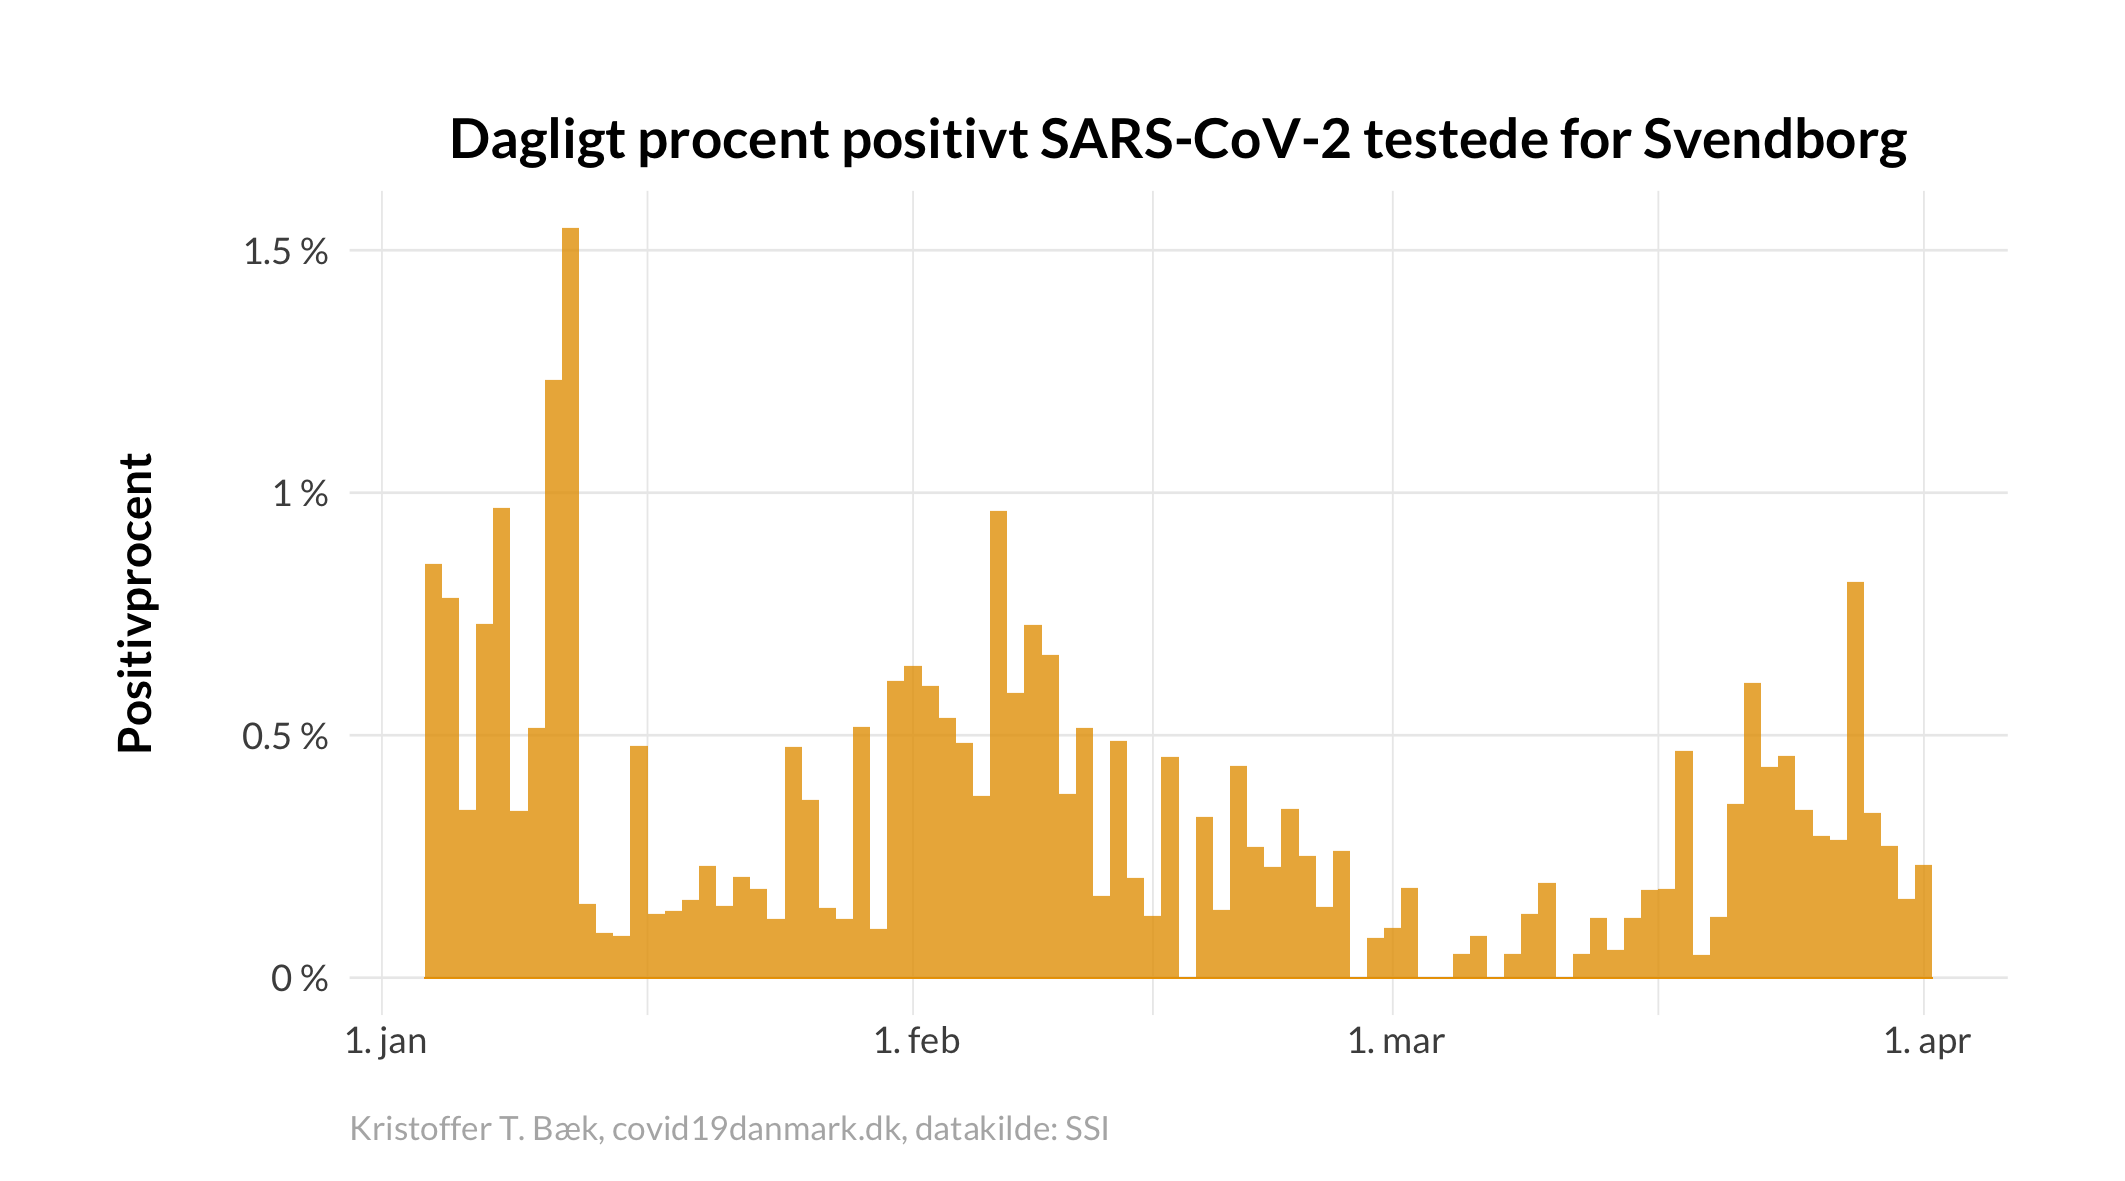 Dagligt procent positivt SARS-CoV-2 testede for Svendborg
Positivprocent
1.5 %
1 %
0.5 %
0 %
1. jan
1. feb
1. mar
1. apr
Kristoffer T. Bæk, covid19danmark.dk, datakilde: SSI